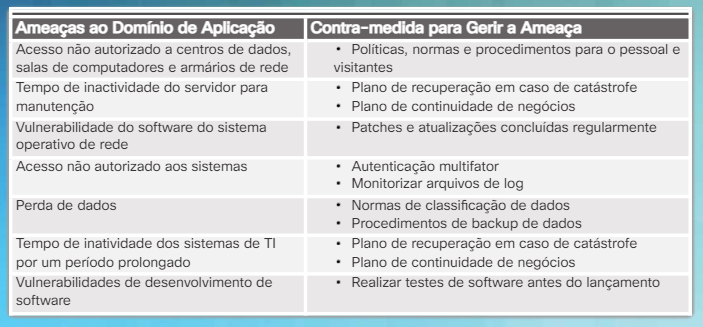 Ameaças ao Domínio de Aplicação
Contra-medida para Gerir a Ameaça
Acesso não autorizado a centros de dados,
salas de computadores e armários de rede
• Políticas, normas e procedimentos para o pessoal e
visitantes
Tempo de inactividade do servidor para
manutenção
• Plano de recuperação em caso de catástrofe
• Plano de continuidade de negócios
Vulnerabilidade do software do sistema
operativo de rede
• Patches e atualizações concluídas regularmente
Acesso não autorizado aos sistemas
• Autenticação multifator
• Monitorizar arquivos de log
Perda de dados
• Normas de classificação de dados
• Procedimentos de backup de dados
Tempo de inatividade dos sistemas de TI
por um período prolongado
• Plano de recuperação em caso de catástrofe
• Plano de continuidade de negócios
Vulnerabilidades de desenvolvimento de
software
• Realizar testes de software antes do lançamento